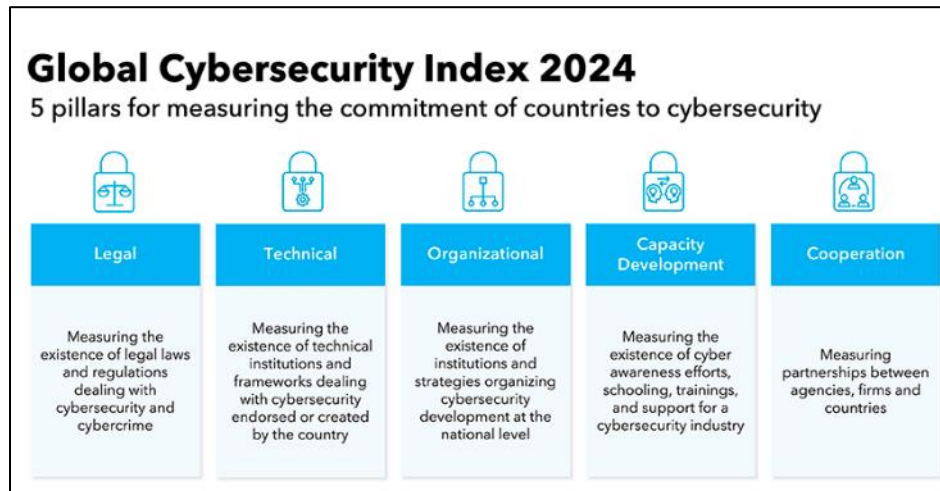 Global Cybersecurity Index 2024
5 pillars for measuring the commitment of countries to cybersecurity
Legal
Measuring the
existence of legal laws
and regulations
dealing with
cybersecurity and
cybercrime
Technical
Measuring the
existence of technical
institutions and
frameworks dealing
with cybersecurity
endorsed or created
by the country
Organizational
Measuring the
existence of
institutions and
strategies organizing
cybersecurity
development at the
national level
Capacity
Development
Measuring the
existence of cyber
awareness efforts,
schooling, trainings,
and support for a
cybersecurity industry
Cooperation
Measuring
partnerships between
agencies, firms and
countries